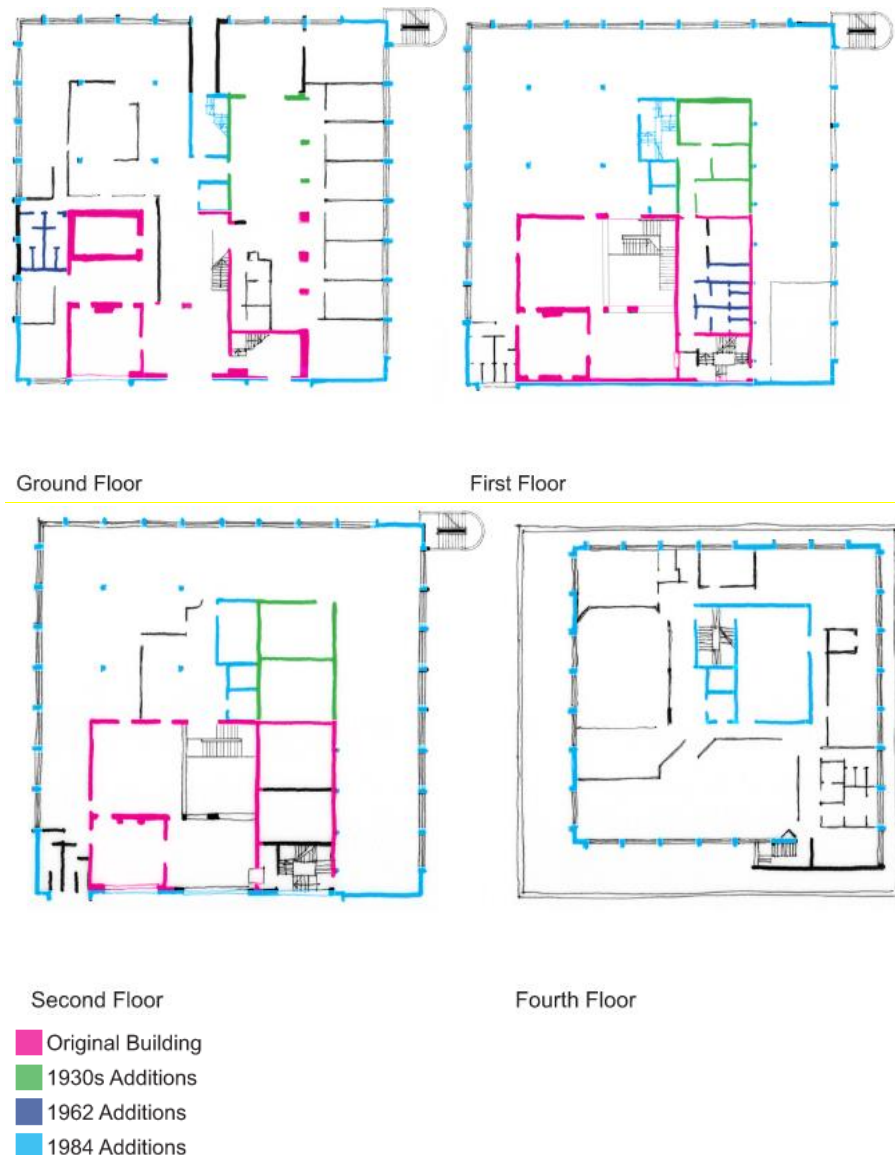 Ground Floor
First Floor
Second Floor
Fourth Floor
Original Building
1930s Additions
1962 Additions
1984 Additions